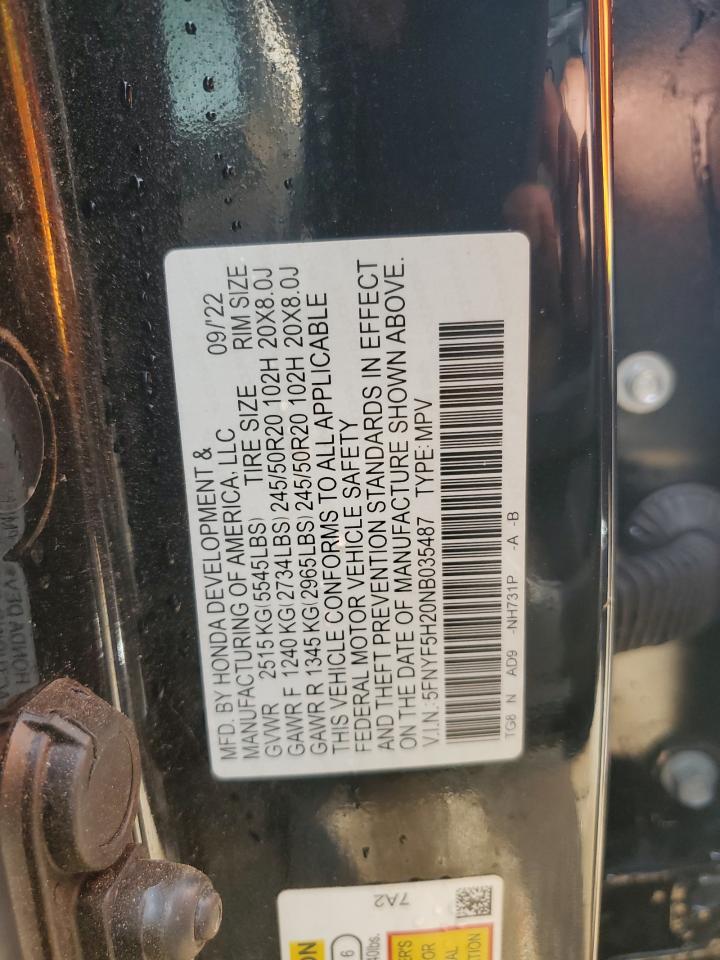 MFD. BY HONDA DEVELOPMENT &
MANUFACTURING OF AMERICA, LLC 09/'22
GVWR 2515 KG(5545LBS) TIRE SIZE RIM SIZE
GAWR F 1240 KG(2734LBS) 245/50R20 102H 20X8.0J
GAWR R 1345 KG(2965LBS) 245/50R20 102H 20X8.0J
THIS VEHICLE CONFORMS TO ALL APPLICABLE
FEDERAL MOTOR VEHICLE SAFETY
AND THEFT PREVENTION STANDARDS IN EFFECT
ON THE DATE OF MANUFACTURE SHOWN ABOVE.
V.I.N.: 5FNYF5H20NB035487 TYPE: MPV
TG8 N AD9 -NH731P -A -B
7A2
6